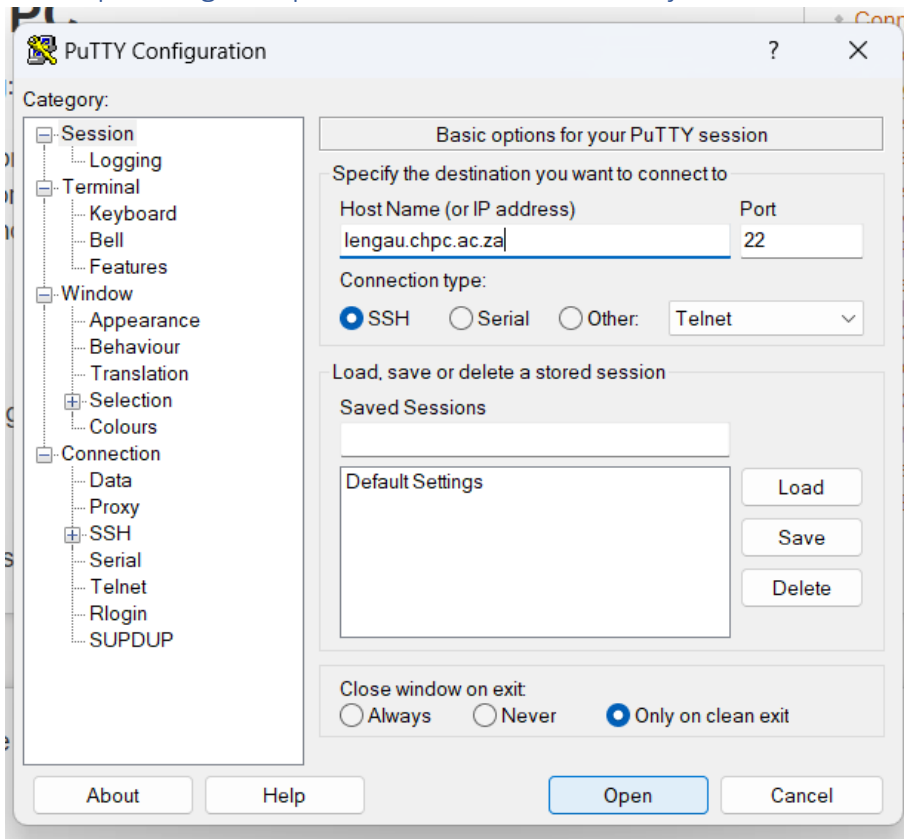 PuTTY Configuration ? ×
Category:
Session
Logging
Terminal
Keyboard
Bell
Features
Window
Appearance
Behaviour
Translation
Selection
Colours
Connection
Data
Proxy
SSH
Serial
Telnet
Rlogin
SUPDUP
Basic options for your PuTTY session
Specify the destination you want to connect to
Host Name (or IP address) Port
lengau.chpc.ac.za 22
Connection type:
SSH Serial Other: Telnet
Load, save or delete a stored session
Saved Sessions
Default Settings
Load
Save
Delete
Close window on exit:
Always Never Only on clean exit
About Help Open Cancel